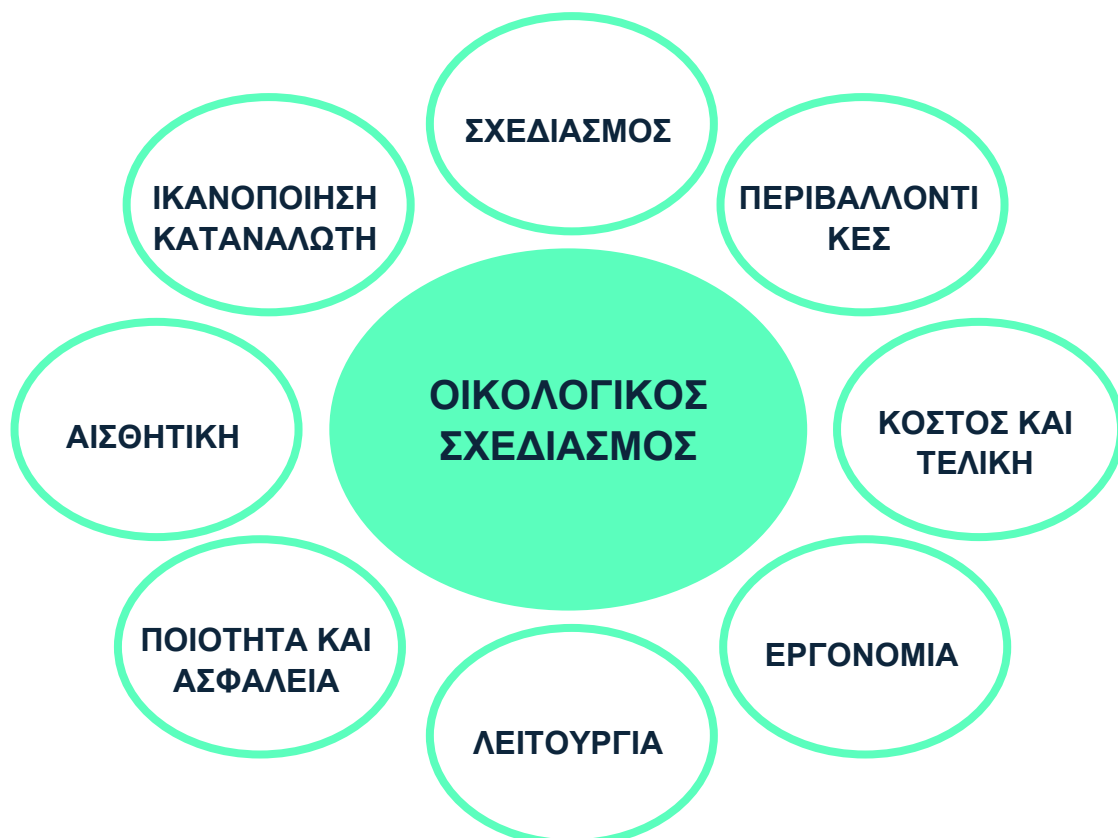 ΣΧΕΔΙΑΣΜΟΣ
ΠΕΡΙΒΑΛΛΟΝΤΙ
ΚΕΣ
ΚΟΣΤΟΣ ΚΑΙ
ΤΕΛΙΚΗ
ΕΡΓΟΝΟΜΙΑ
ΛΕΙΤΟΥΡΓΙΑ
ΠΟΙΟΤΗΤΑ ΚΑΙ
ΑΣΦΑΛΕΙΑ
ΑΙΣΘΗΤΙΚΗ
ΙΚΑΝΟΠΟΙΗΣΗ
ΚΑΤΑΝΑΛΩΤΗ
ΟΙΚΟΛΟΓΙΚΟΣ
ΣΧΕΔΙΑΣΜΟΣ